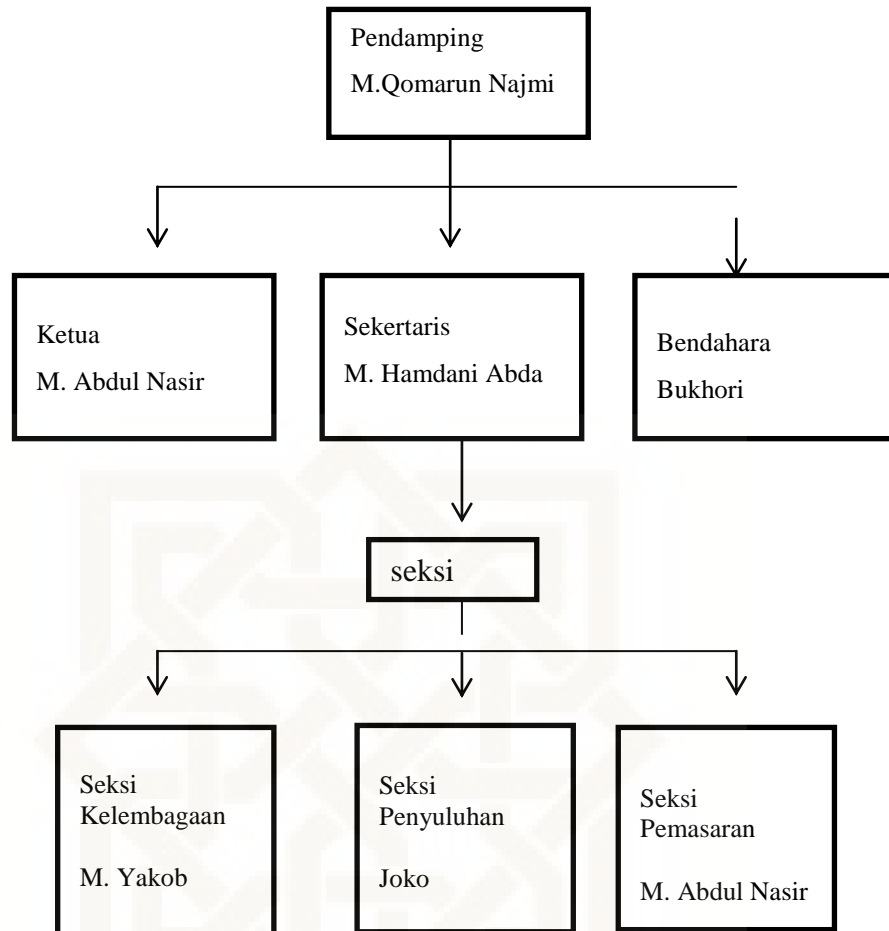 Pendamping
M.Qomarun Najmi
Ketua
M. Abdul Nasir
Sekertaris
M. Hamdani Abda
Bendahara
Bukhori
seksi
Seksi
Kelembagaan
M. Yakob
Seksi
Penyuluhan
Joko
Seksi
Pemasaran
M. Abdul Nasir